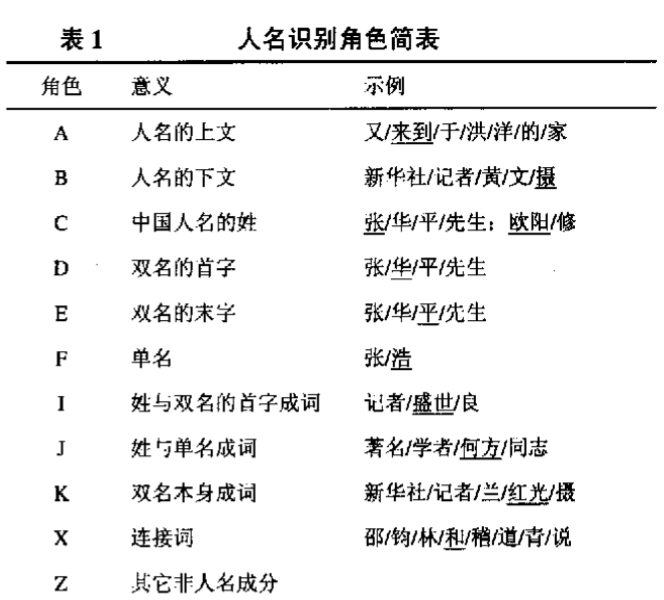 表 1 人名识别角色简表
角色 意义 示例
A 人名的上文 又/来到/于/洪/洋/的/家
B 人名的下文 新华社/记者/黄/文/摄
C 中国人名的姓 张/华/平/先生；欧阳/修
D 双名的首字 张/华/平/先生
E 双名的末字 张/华/平/先生
F 单名 张/浩
I 姓与双名的首字成词 记者/盛世/良
J 姓与单名成词 著名/学者/何方/同志
K 双名本身成词 新华社/记者/兰/红光/摄
X 连接词 邵/钧/林/和/稽/道/青/说
Z 其它非人名成分